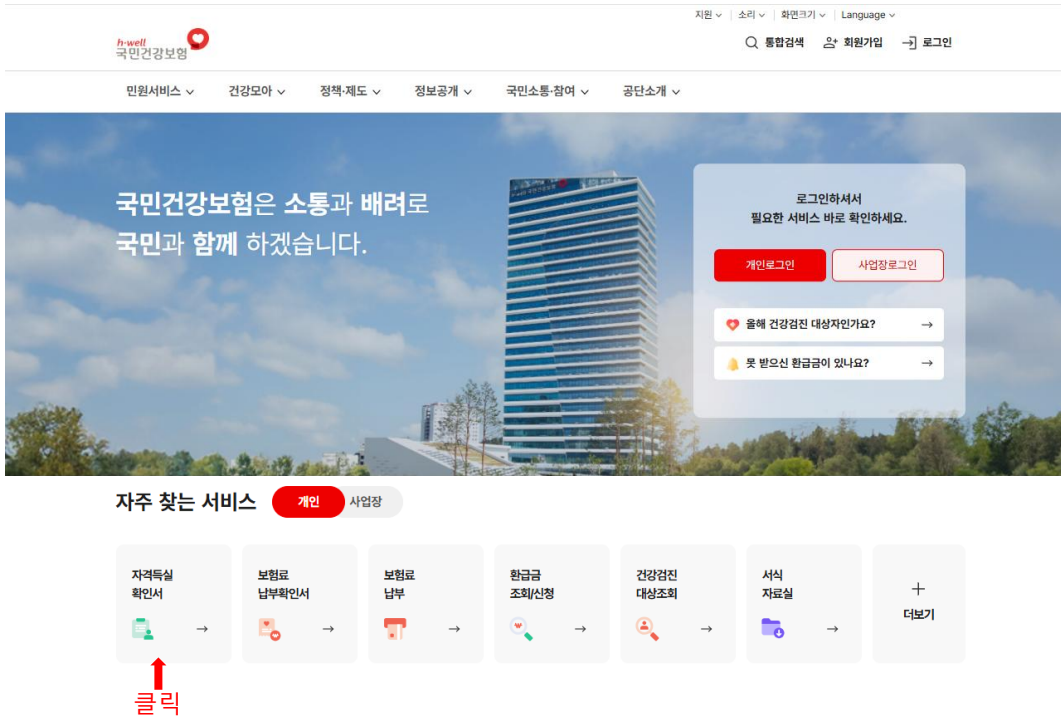 지원 소리 화면크기 Language
h·well
국민건강보험
통합검색 회원가입 로그인
민원서비스 건강모아 정책·제도 정보공개 국민소통·참여 공단소개
국민건강보험은 소통과 배려로
국민과 함께 하겠습니다.
로그인하셔서
필요한 서비스 바로 확인하세요.
개인로그인 사업장로그인
올해 건강검진 대상자인가요? →
못 받으신 환급금이 있나요? →
자주 찾는 서비스 개인 사업장
자격득실
확인서
→
보험료
납부확인서
→
보험료
납부
→
환급금
조회/신청
→
건강검진
대상조회
→
서식
자료실
→
+
더보기
클릭